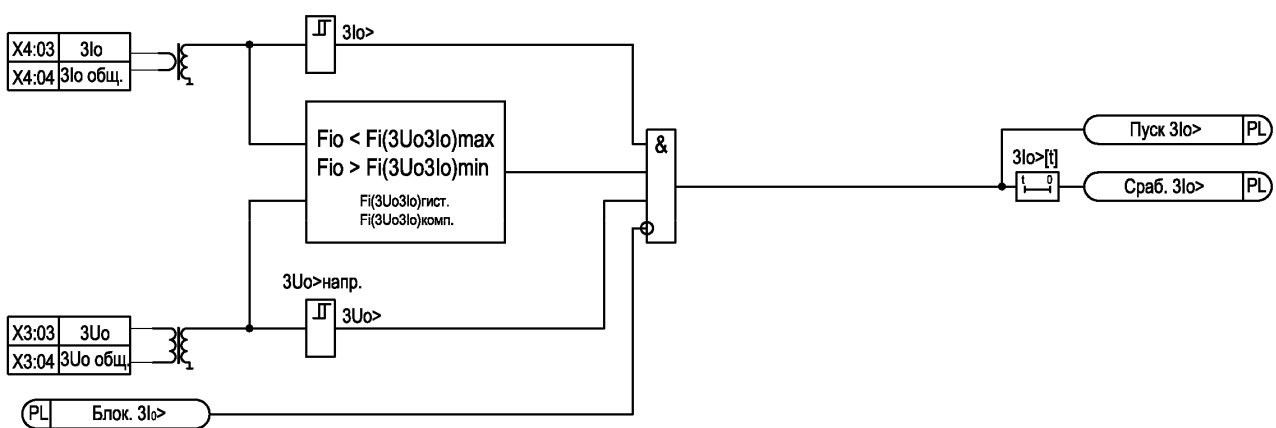 3Io>
X4:03 3Io
X4:04 3Io общ.
Fio < Fi(3Uo3Io)max
Fio > Fi(3Uo3Io)min
Fi(3Uo3Io)гист.
Fi(3Uo3Io)комп.
&
Пуск 3Io> PL
3Io>[t]
t 0
Сраб. 3Io> PL
3Uo>напр.
3Uo>
X3:03 3Uo
X3:04 3Uo общ.
PL Блок. 3I₀>